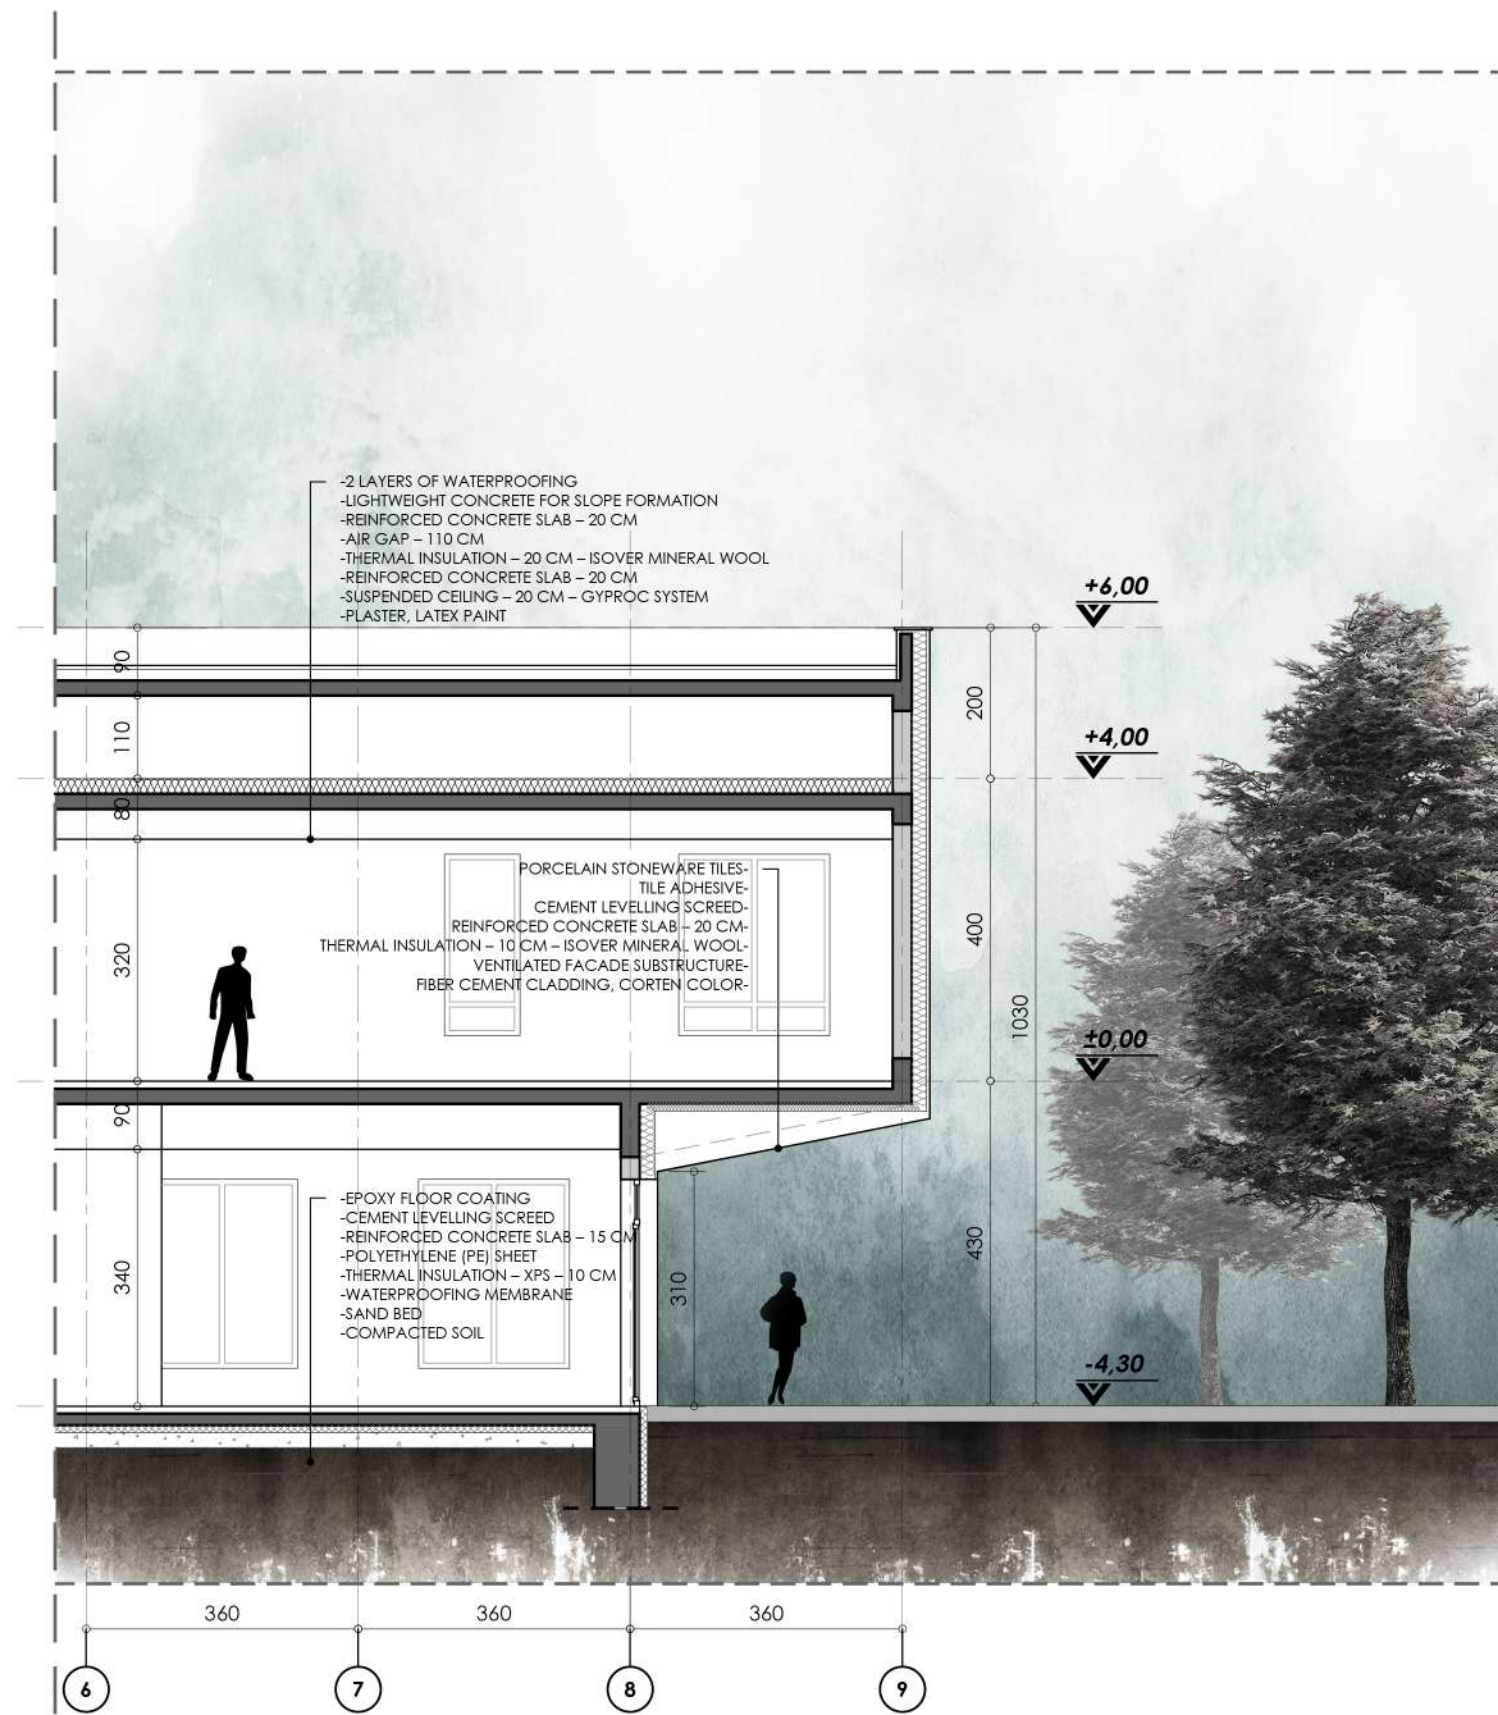 -2 LAYERS OF WATERPROOFING
-LIGHTWEIGHT CONCRETE FOR SLOPE FORMATION
-REINFORCED CONCRETE SLAB – 20 CM
-AIR GAP – 110 CM
-THERMAL INSULATION – 20 CM – ISOVER MINERAL WOOL
-REINFORCED CONCRETE SLAB – 20 CM
-SUSPENDED CEILING – 20 CM – GYPROC SYSTEM
-PLASTER, LATEX PAINT
+6,00
90
200
110
+4,00
80
PORCELAIN STONEWARE TILES-
TILE ADHESIVE-
CEMENT LEVELLING SCREED-
REINFORCED CONCRETE SLAB – 20 CM-
THERMAL INSULATION – 10 CM – ISOVER MINERAL WOOL-
VENTILATED FACADE SUBSTRUCTURE-
FIBER CEMENT CLADDING, CORTEN COLOR-
320
400
1030
±0,00
90
-EPOXY FLOOR COATING
-CEMENT LEVELLING SCREED
-REINFORCED CONCRETE SLAB – 15 CM
-POLYETHYLENE (PE) SHEET
-THERMAL INSULATION – XPS – 10 CM
-WATERPROOFING MEMBRANE
-SAND BED
-COMPACTED SOIL
340
310
430
-4,30
360
360
360
6
7
8
9